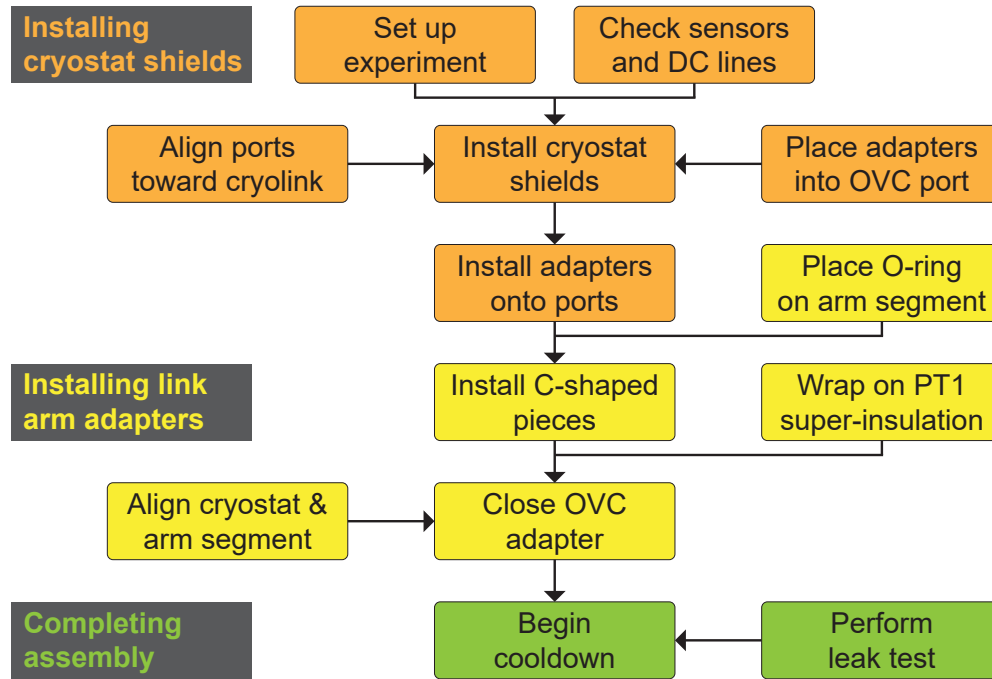 Installing
cryostat shields
Set up
experiment
Check sensors
and DC lines
Align ports
toward cryolink
Install cryostat
shields
Place adapters
into OVC port
Install adapters
onto ports
Place O-ring
on arm segment
Installing link
arm adapters
Install C-shaped
pieces
Wrap on PT1
super-insulation
Align cryostat &
arm segment
Close OVC
adapter
Completing
assembly
Begin
cooldown
Perform
leak test